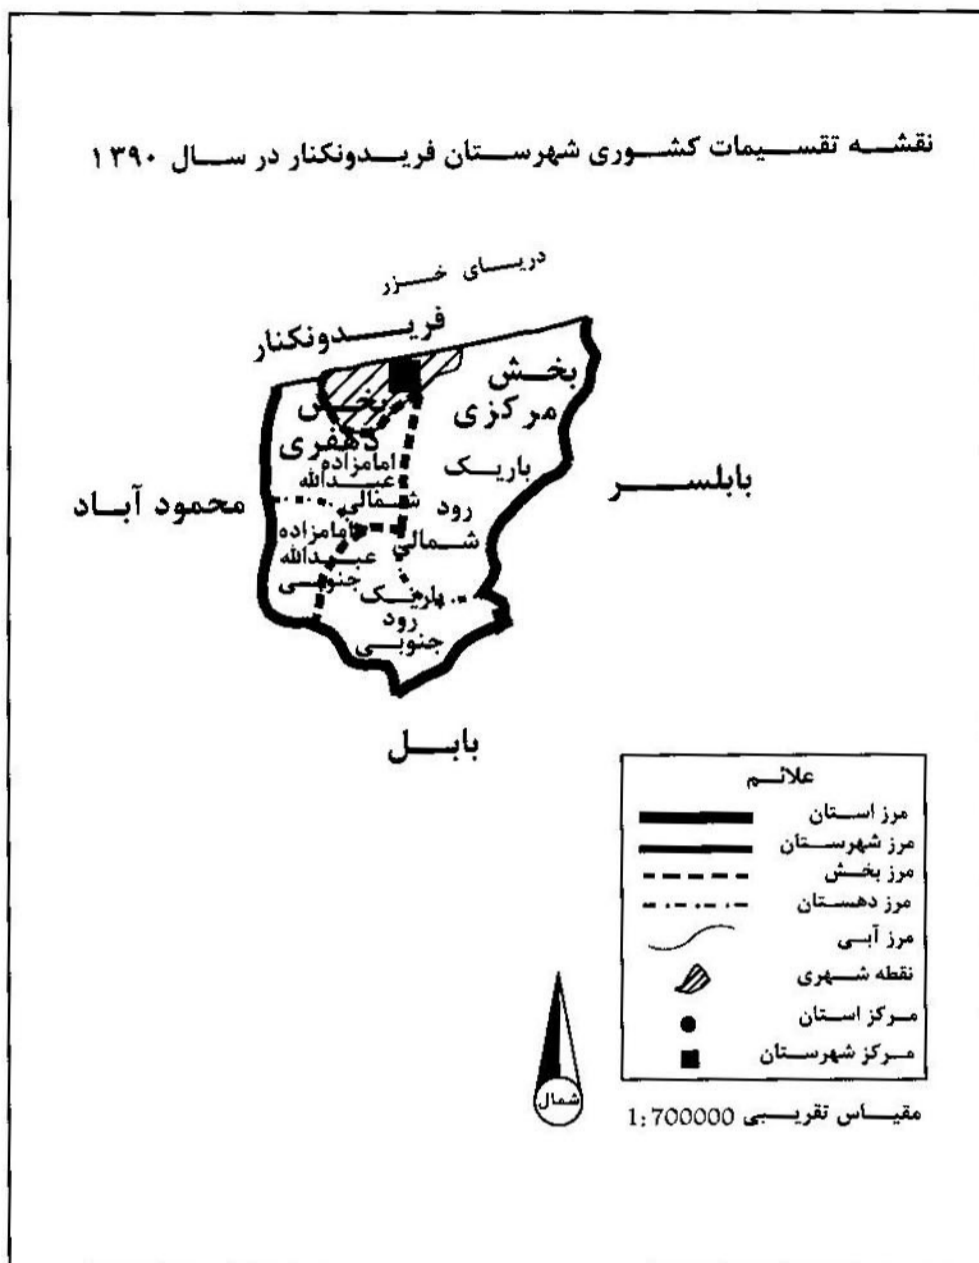 نقشه تقسیمات کشوری شهرستان فریدونکنار در سال ۱۳۹۰
دریای خزر
فریدونکنار
بخش
مرکزی
بخش
دهفری
باریک
رود
شمالی
امامزاده
عبدالله
شمالی
امامزاده
عبدالله
جنوبی
باریک
رود
جنوبی
بابلسر
محمود آباد
بابل
علائم
مرز استان
مرز شهرستان
مرز بخش
مرز دهستان
مرز آبی
نقطه شهری
مرکز استان
مرکز شهرستان
شمال
مقیاس تقریبی 1:700000